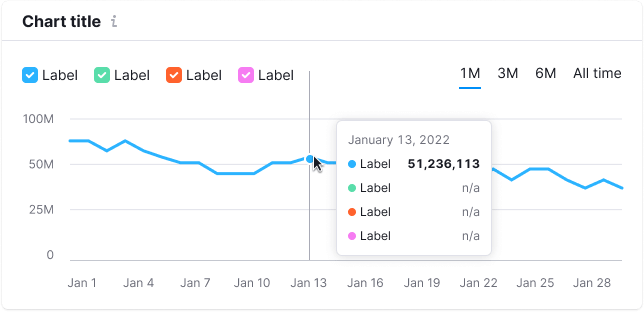 Chart title i
Label Label Label Label 1M 3M 6M All time
100M
January 13, 2022
Label 51,236,113
50M
Label n/a
25M
Label n/a
Label n/a
0
Jan 1 Jan 4 Jan 7 Jan 10 Jan 13 Jan 16 Jan 19 Jan 22 Jan 25 Jan 28